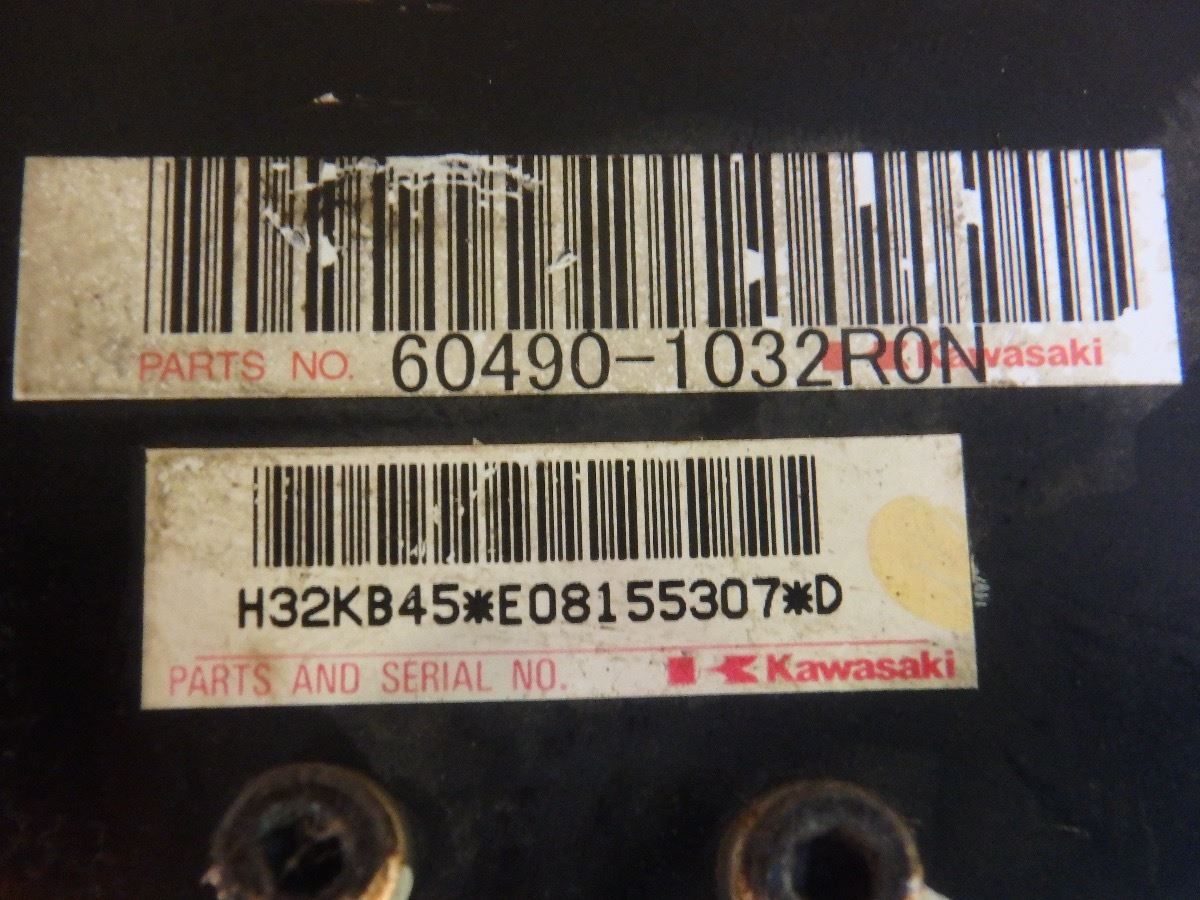 PARTS NO. 60490-1032R0N Kawasaki
H32KB45*E08155307*D
PARTS AND SERIAL NO. Kawasaki